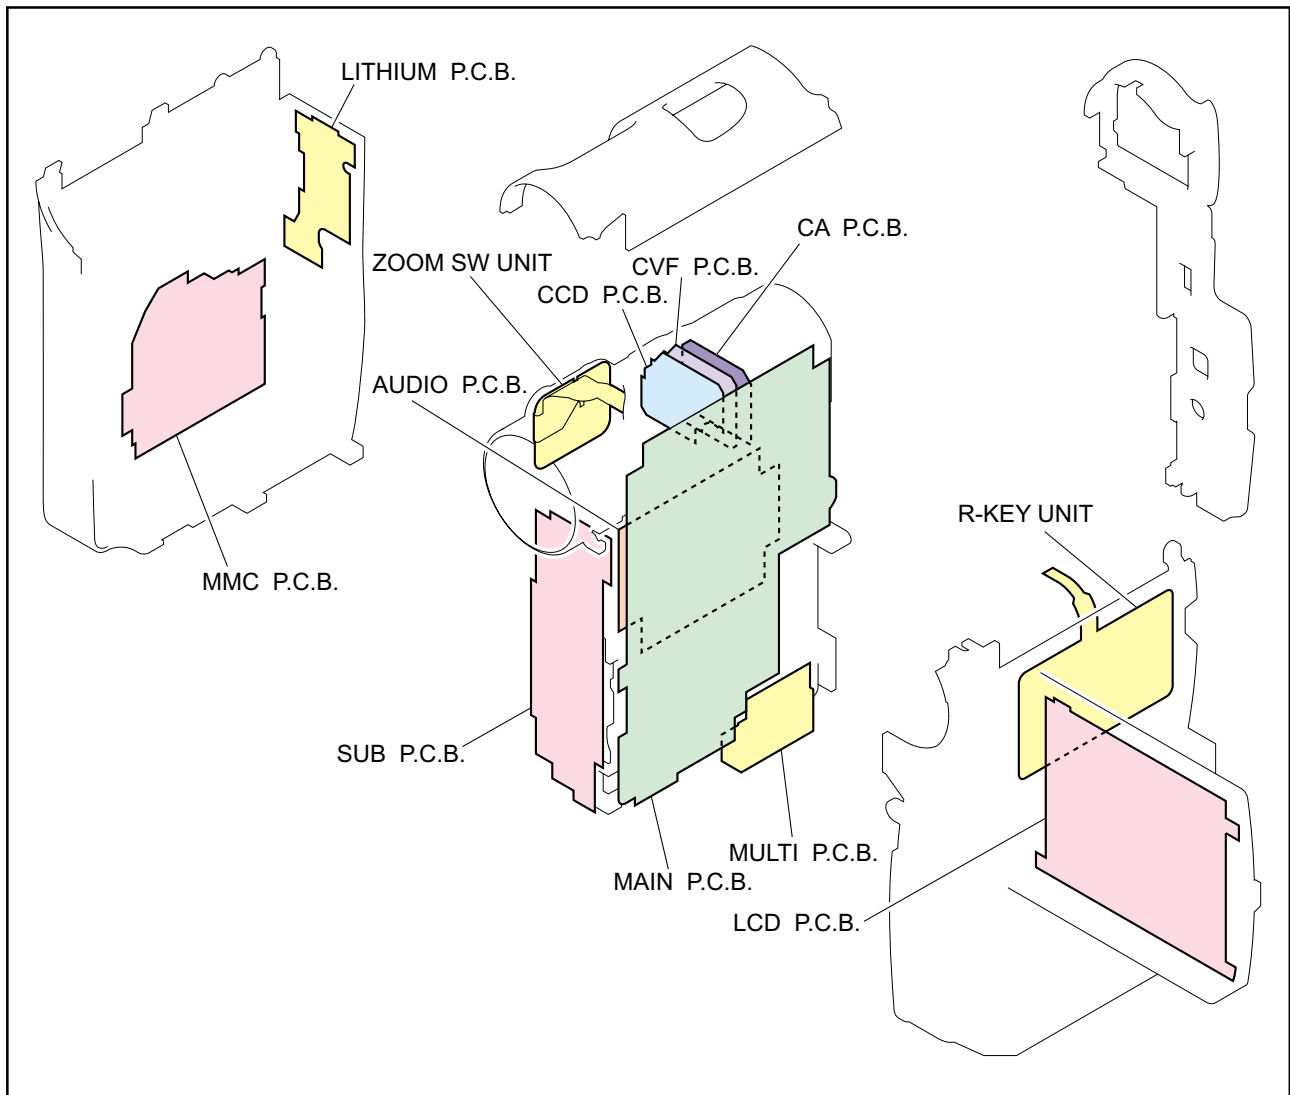 LITHIUM P.C.B.
CA P.C.B.
ZOOM SW UNIT
CVF P.C.B.
CCD P.C.B.
AUDIO P.C.B.
R-KEY UNIT
MMC P.C.B.
SUB P.C.B.
MULTI P.C.B.
MAIN P.C.B.
LCD P.C.B.